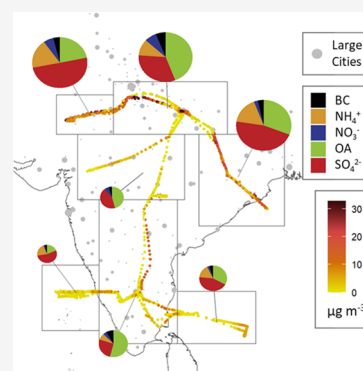 Large
Cities
BC
NH₄⁺
NO₃⁻
OA
SO₄²⁻
30
20
10
0
µg m⁻³